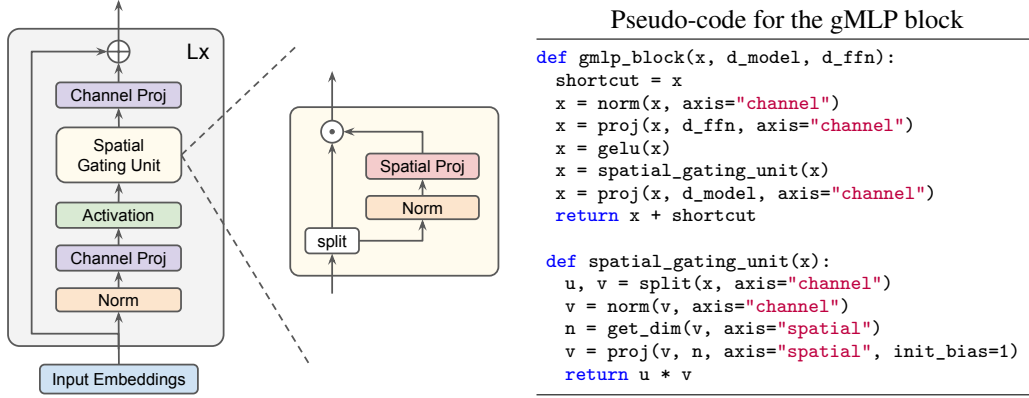 Lx
Channel Proj
Spatial
Gating Unit
Activation
Channel Proj
Norm
Input Embeddings
Spatial Proj
Norm
split
Pseudo-code for the gMLP block
def gmlp_block(x, d_model, d_ffn):
  shortcut = x
  x = norm(x, axis="channel")
  x = proj(x, d_ffn, axis="channel")
  x = gelu(x)
  x = spatial_gating_unit(x)
  x = proj(x, d_model, axis="channel")
  return x + shortcut
def spatial_gating_unit(x):
  u, v = split(x, axis="channel")
  v = norm(v, axis="channel")
  n = get_dim(v, axis="spatial")
  v = proj(v, n, axis="spatial", init_bias=1)
  return u * v